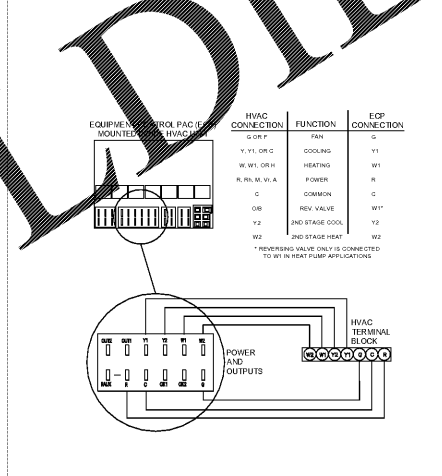 EQUIPMENT CONTROL PAC (ECP)
MOUNTED INSIDE HVAC UNIT
HVAC CONNECTION FUNCTION ECP CONNECTION
G OR F FAN G
Y, Y1, OR C COOLING Y1
W, W1, OR H HEATING W1
R, Rh, M, Vr, A POWER R
C COMMON C
O/B REV. VALVE W1*
Y2 2ND STAGE COOL Y2
W2 2ND STAGE HEAT W2
* REVERSING VALVE ONLY IS CONNECTED
TO W1 IN HEAT PUMP APPLICATIONS
HVAC
TERMINAL
BLOCK
OUT2 OUT1 Y1 Y2 W1 W2
W2 W1 Y2 Y1 G C R
POWER
AND
OUTPUTS
R C G